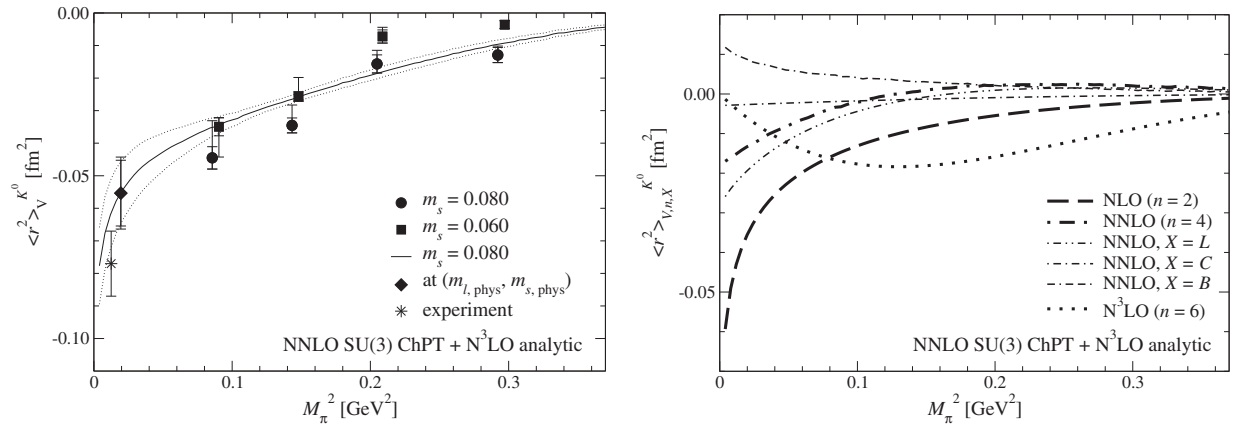 0.00
-0.05
-0.10
<r²>_V^{K⁰} [fm²]
m_s = 0.080
m_s = 0.060
m_s = 0.080
at (m_{l, phys}, m_{s, phys})
experiment
NNLO SU(3) ChPT + N³LO analytic
0 0.1 0.2 0.3
M_π² [GeV²]
0.00
-0.05
<r²>_{V,n,X}^{K⁰} [fm²]
NLO (n = 2)
NNLO (n = 4)
NNLO, X = L
NNLO, X = C
NNLO, X = B
N³LO (n = 6)
NNLO SU(3) ChPT + N³LO analytic
0 0.1 0.2 0.3
M_π² [GeV²]